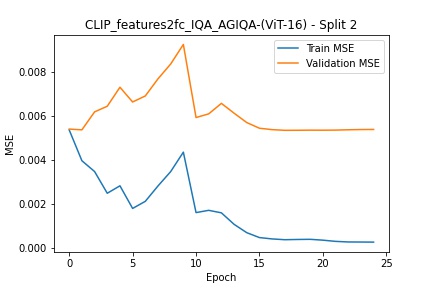 CLIP_features2fc_IQA_AGIQA-(ViT-16) - Split 2
Train MSE
Validation MSE
0.008
0.006
0.004
0.002
0.000
MSE
0 5 10 15 20 25
Epoch